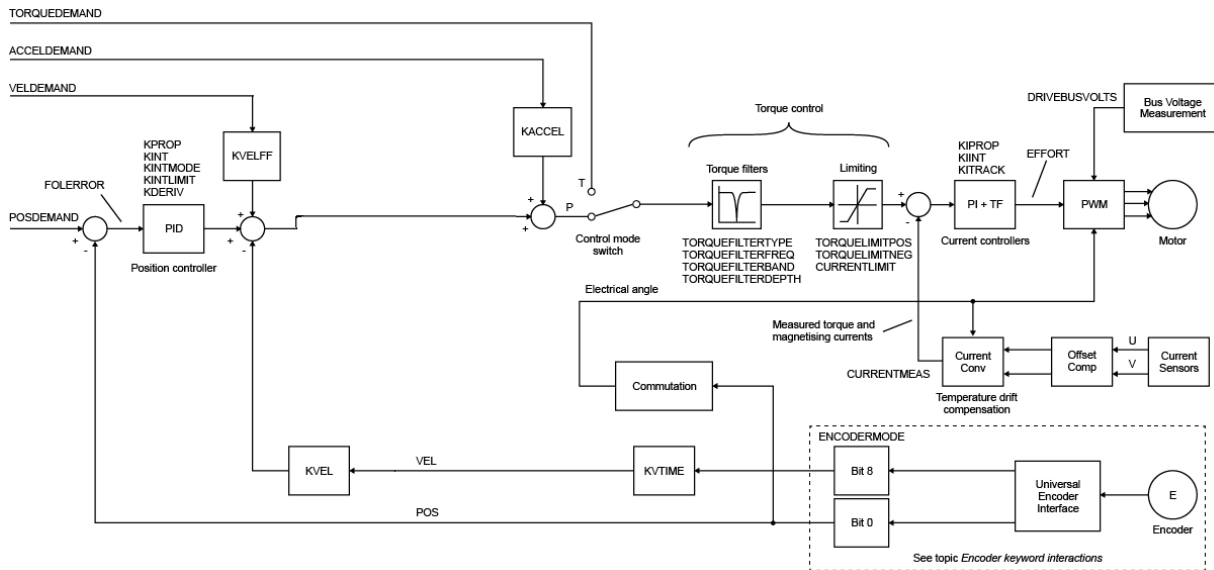 TORQUEDEMAND
ACCELDEMAND
VELDEMAND
DRIVEBUSVOLTS
Bus Voltage
Measurement
Torque control
KACCEL
KVELFF
KPROP
KINT
KINTMODE
KINTLIMIT
KDERIV
KIPROP
KIINT
KITRACK
EFFORT
Torque filters
Limiting
FOLERROR
T
P
POSDEMAND
+
-
PID
+
+
-
+
+
+
-
PI + TF
PWM
Position controller
Control mode
switch
Current controllers
Motor
TORQUEFILTERTYPE
TORQUEFILTERFREQ
TORQUEFILTERBAND
TORQUEFILTERDEPTH
TORQUELIMITPOS
TORQUELIMITNEG
CURRENTLIMIT
Electrical angle
Measured torque and
magnetising currents
CURRENTMEAS
Current
Conv
Offset
Comp
U
V
Current
Sensors
Temperature drift
compensation
Commutation
ENCODERMODE
KVEL
VEL
KVTIME
Bit 8
Universal
Encoder
Interface
E
Encoder
POS
Bit 0
See topic Encoder keyword interactions